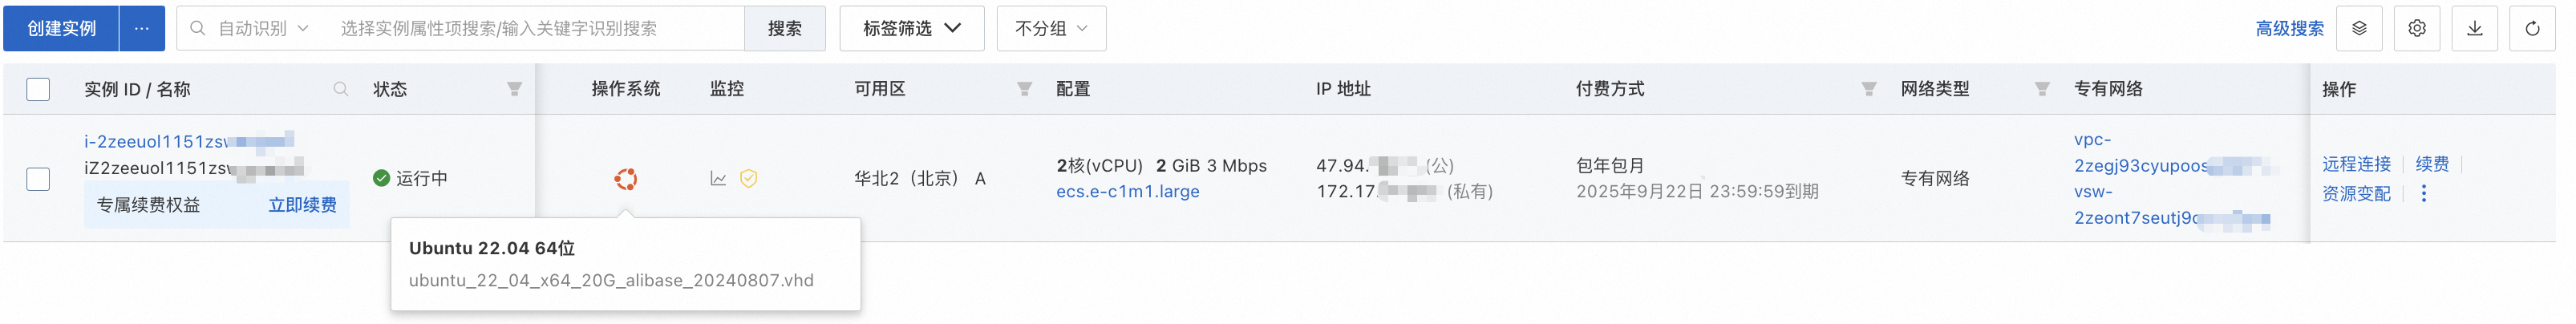 创建实例 ··· 自动识别 选择实例属性项搜索/输入关键字识别搜索 搜索 标签筛选 不分组 高级搜索
实例 ID / 名称 状态 操作系统 监控 可用区 配置 IP 地址 付费方式 网络类型 专有网络 操作
i-2zeeuol1151zs
iZ2zeeuol1151zs
专属续费权益 立即续费
运行中
华北2（北京） A
2核(vCPU) 2 GiB 3 Mbps
ecs.e-c1m1.large
47.94. (公)
172.17 (私有)
包年包月
2025年9月22日 23:59:59到期
专有网络
vpc-
2zegj93cyupoos
vsw-
2zeont7seutj9
远程连接 续费
资源变配
Ubuntu 22.04 64位
ubuntu_22_04_x64_20G_alibase_20240807.vhd